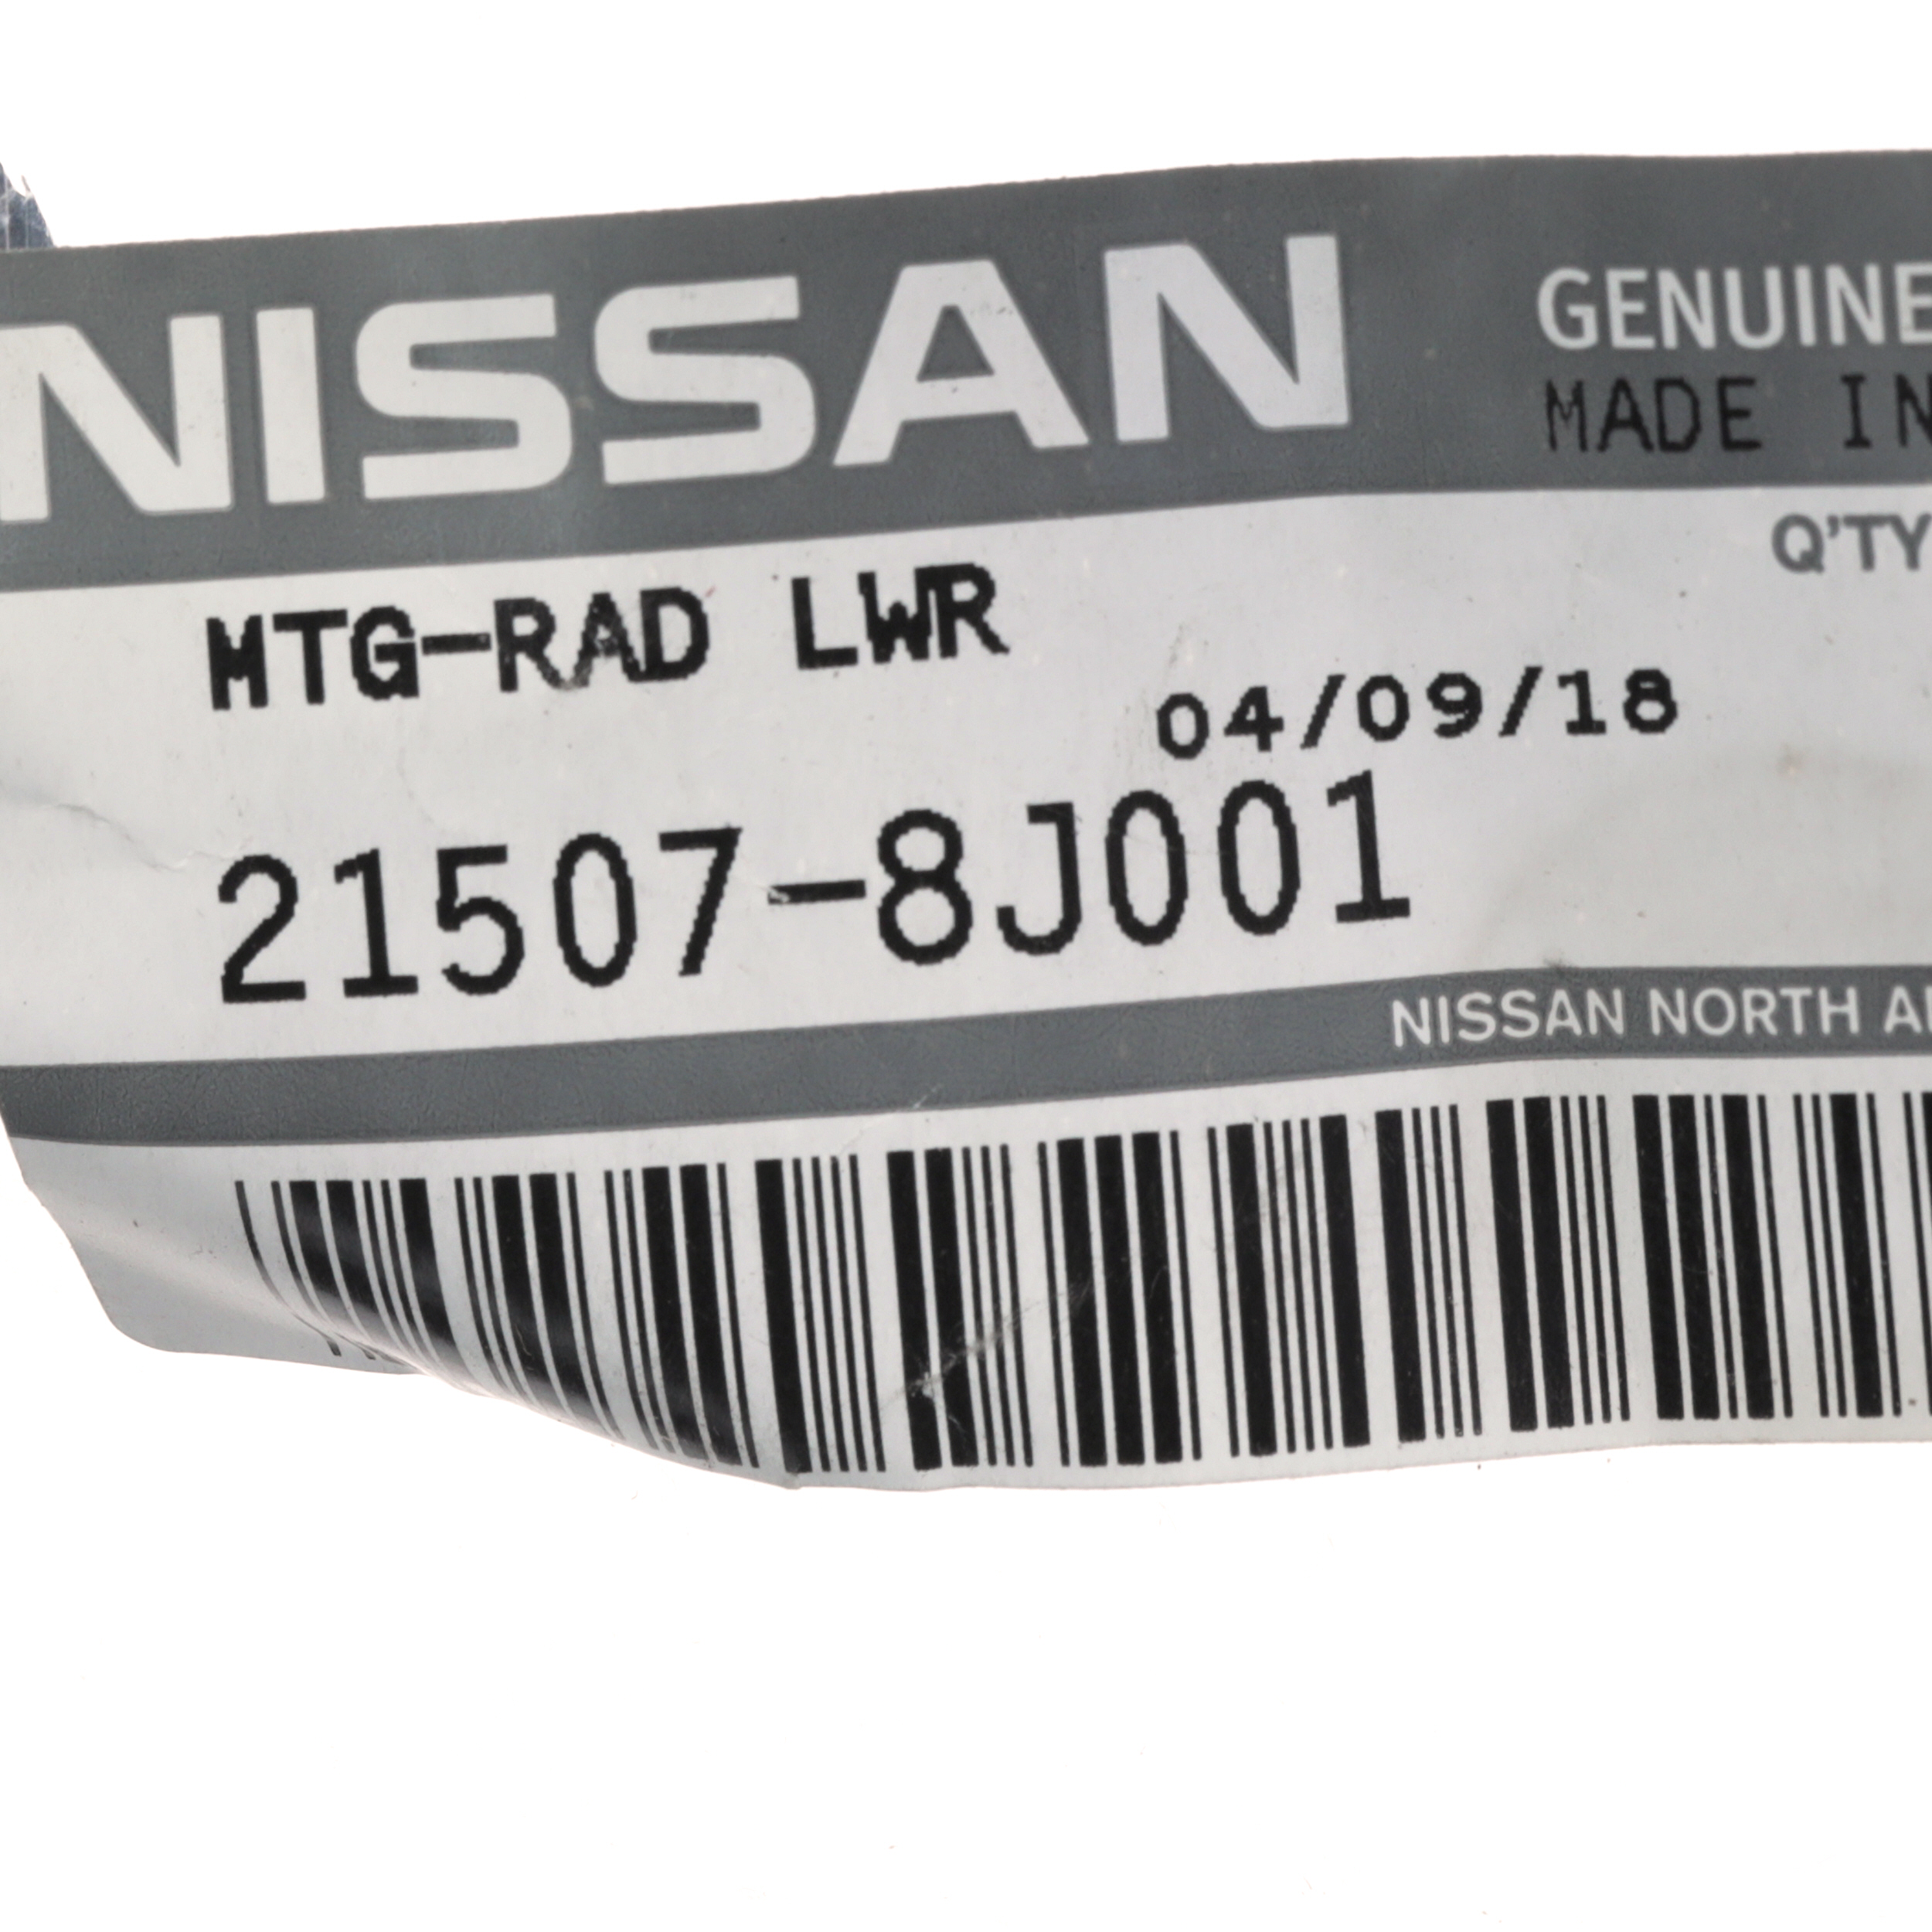 NISSAN
GENUINE
MADE IN
Q'TY
MTG-RAD LWR
04/09/18
21507-8J001
NISSAN NORTH